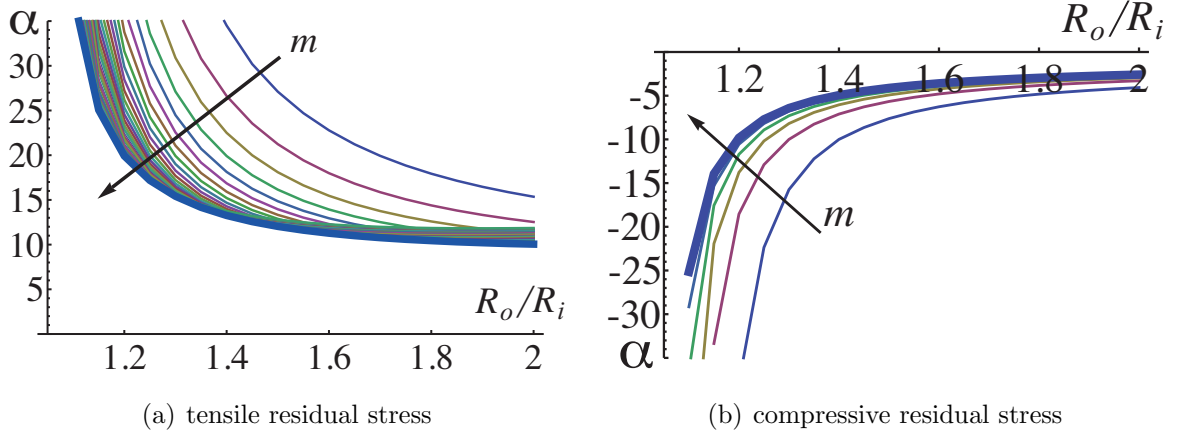 α
30
25
20
15
10
5
m
R_o/R_i
1.2 1.4 1.6 1.8 2
(a) tensile residual stress
R_o/R_i
1.2 1.4 1.6 1.8 2
-5
-10
-15
-20
-25
-30
α
m
(b) compressive residual stress